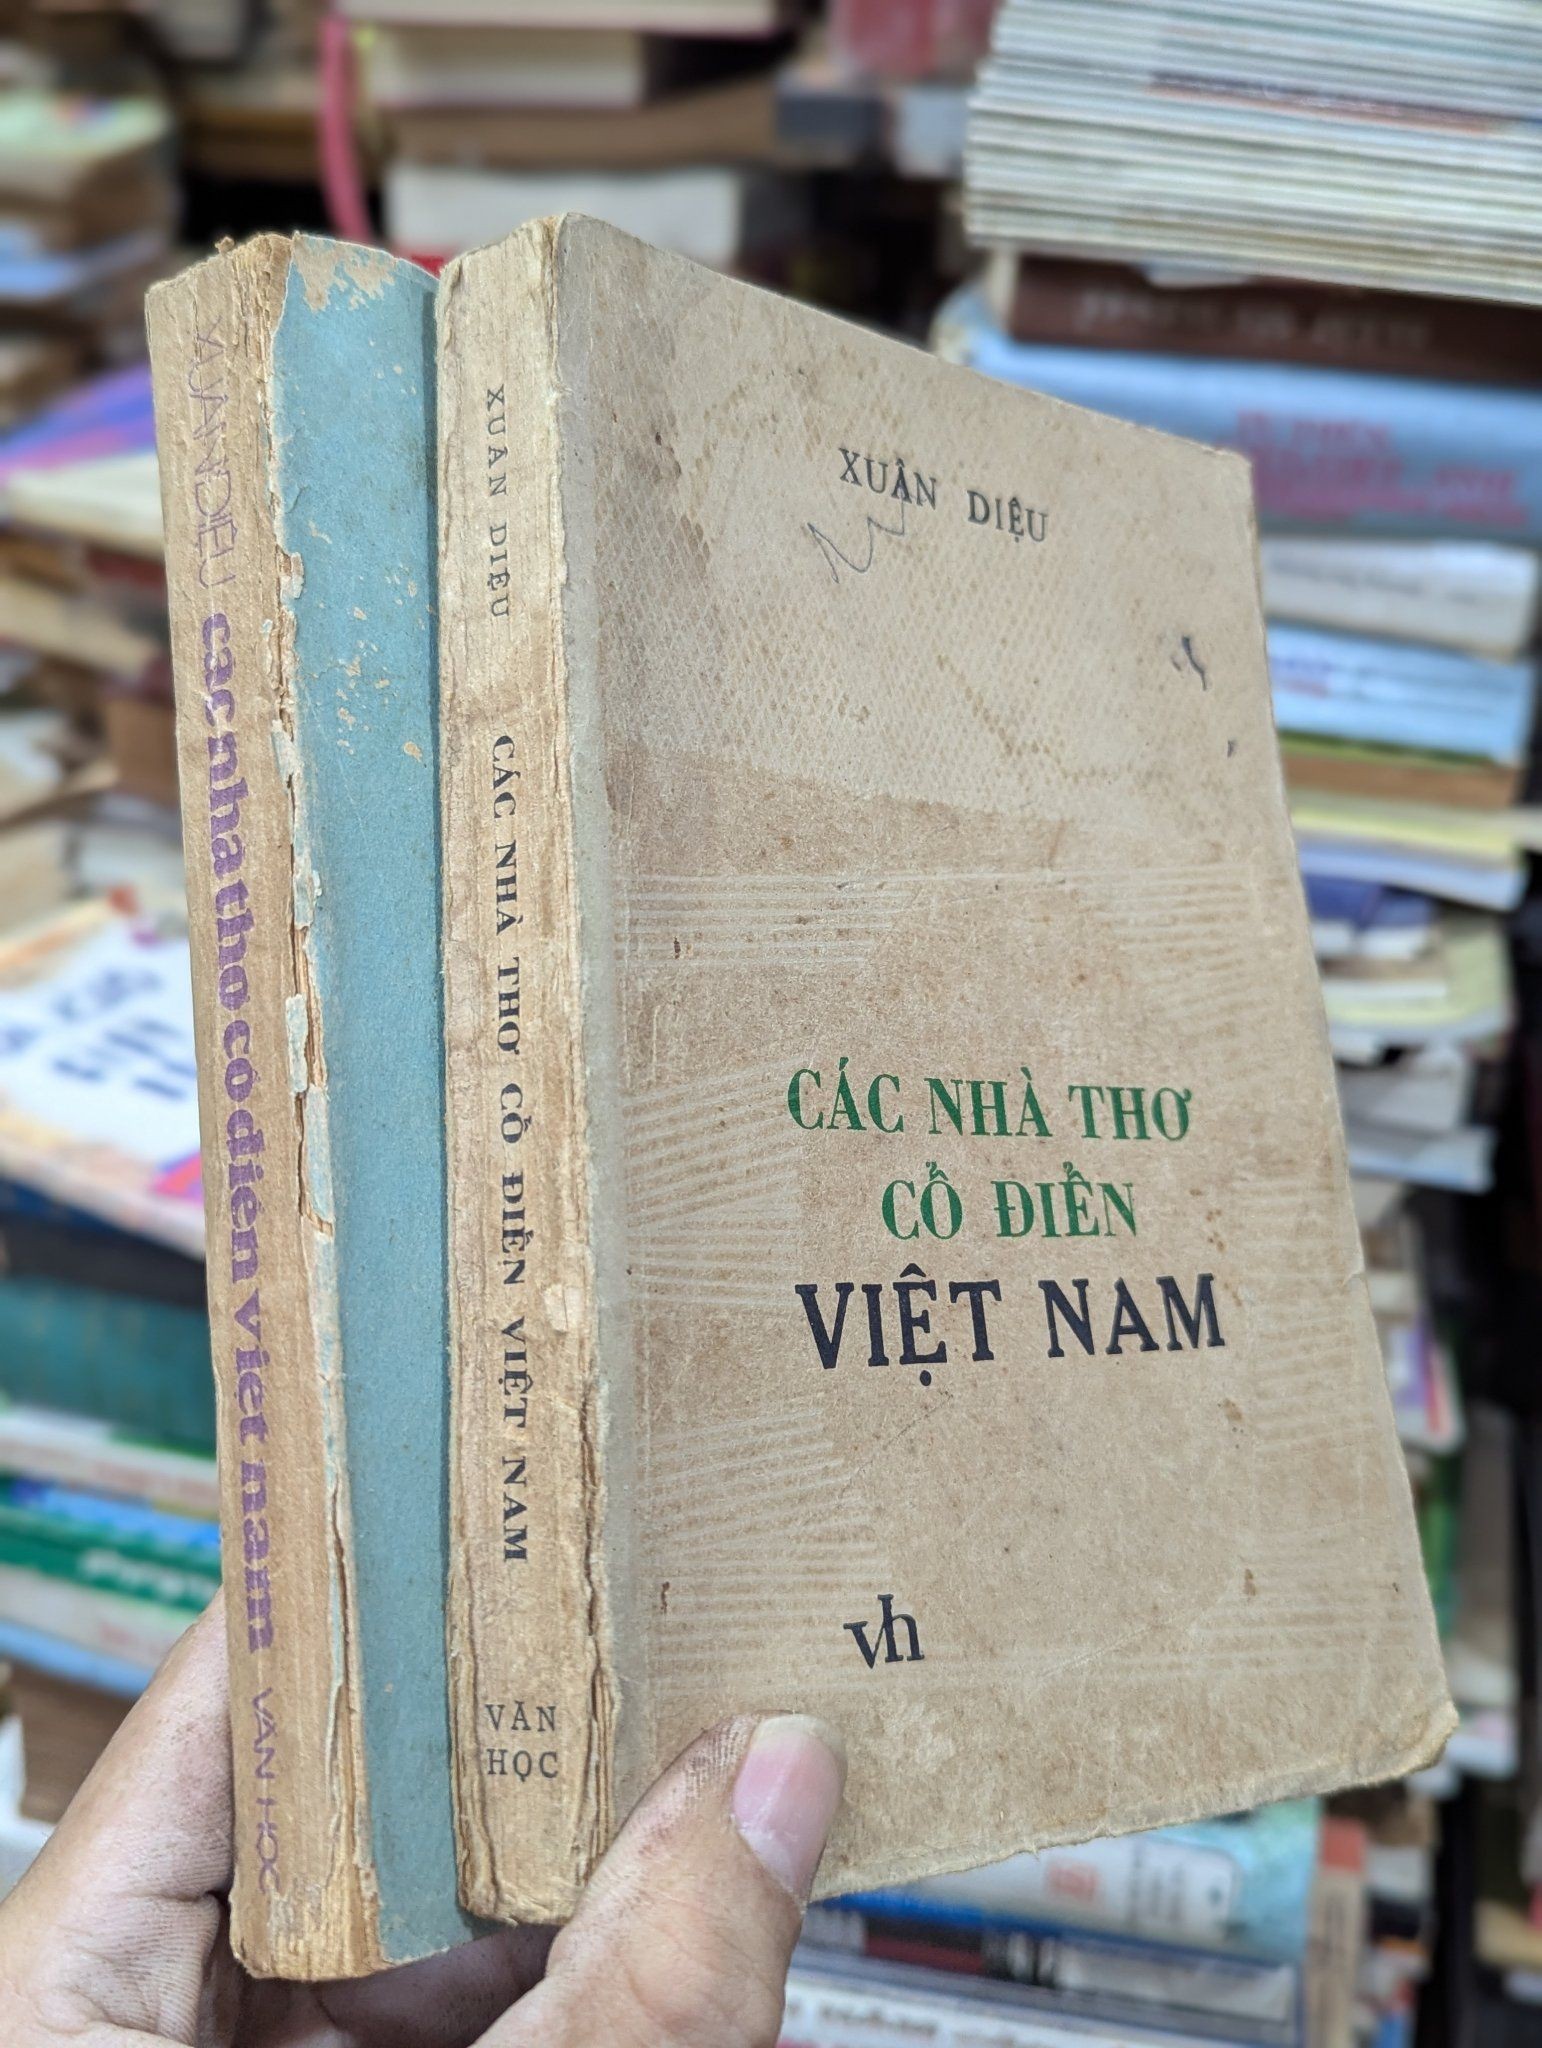 XUÂN DIỆU
các nhà thơ cổ điển việt nam
VĂN HỌC
XUÂN DIỆU
CÁC NHÀ THƠ CỔ ĐIỂN VIỆT NAM
VĂN
HỌC
XUÂN DIỆU
CÁC NHÀ THƠ
CỔ ĐIỂN
VIỆT NAM
vh